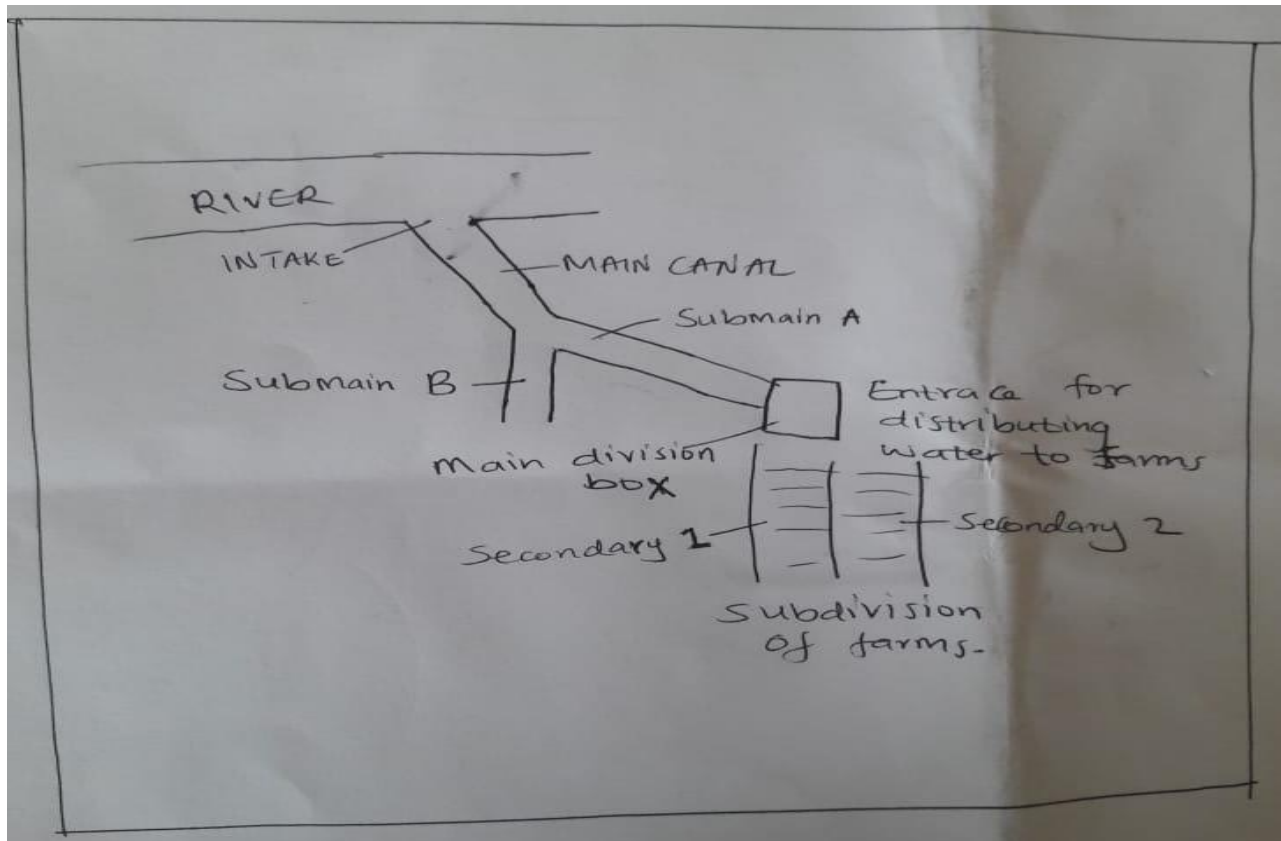 RIVER
INTAKE
MAIN CANAL
Submain A
Submain B
Entrace for
distributing
water to farms
Main division
box
Secondary 1
Secondary 2
Subdivision
of farms.